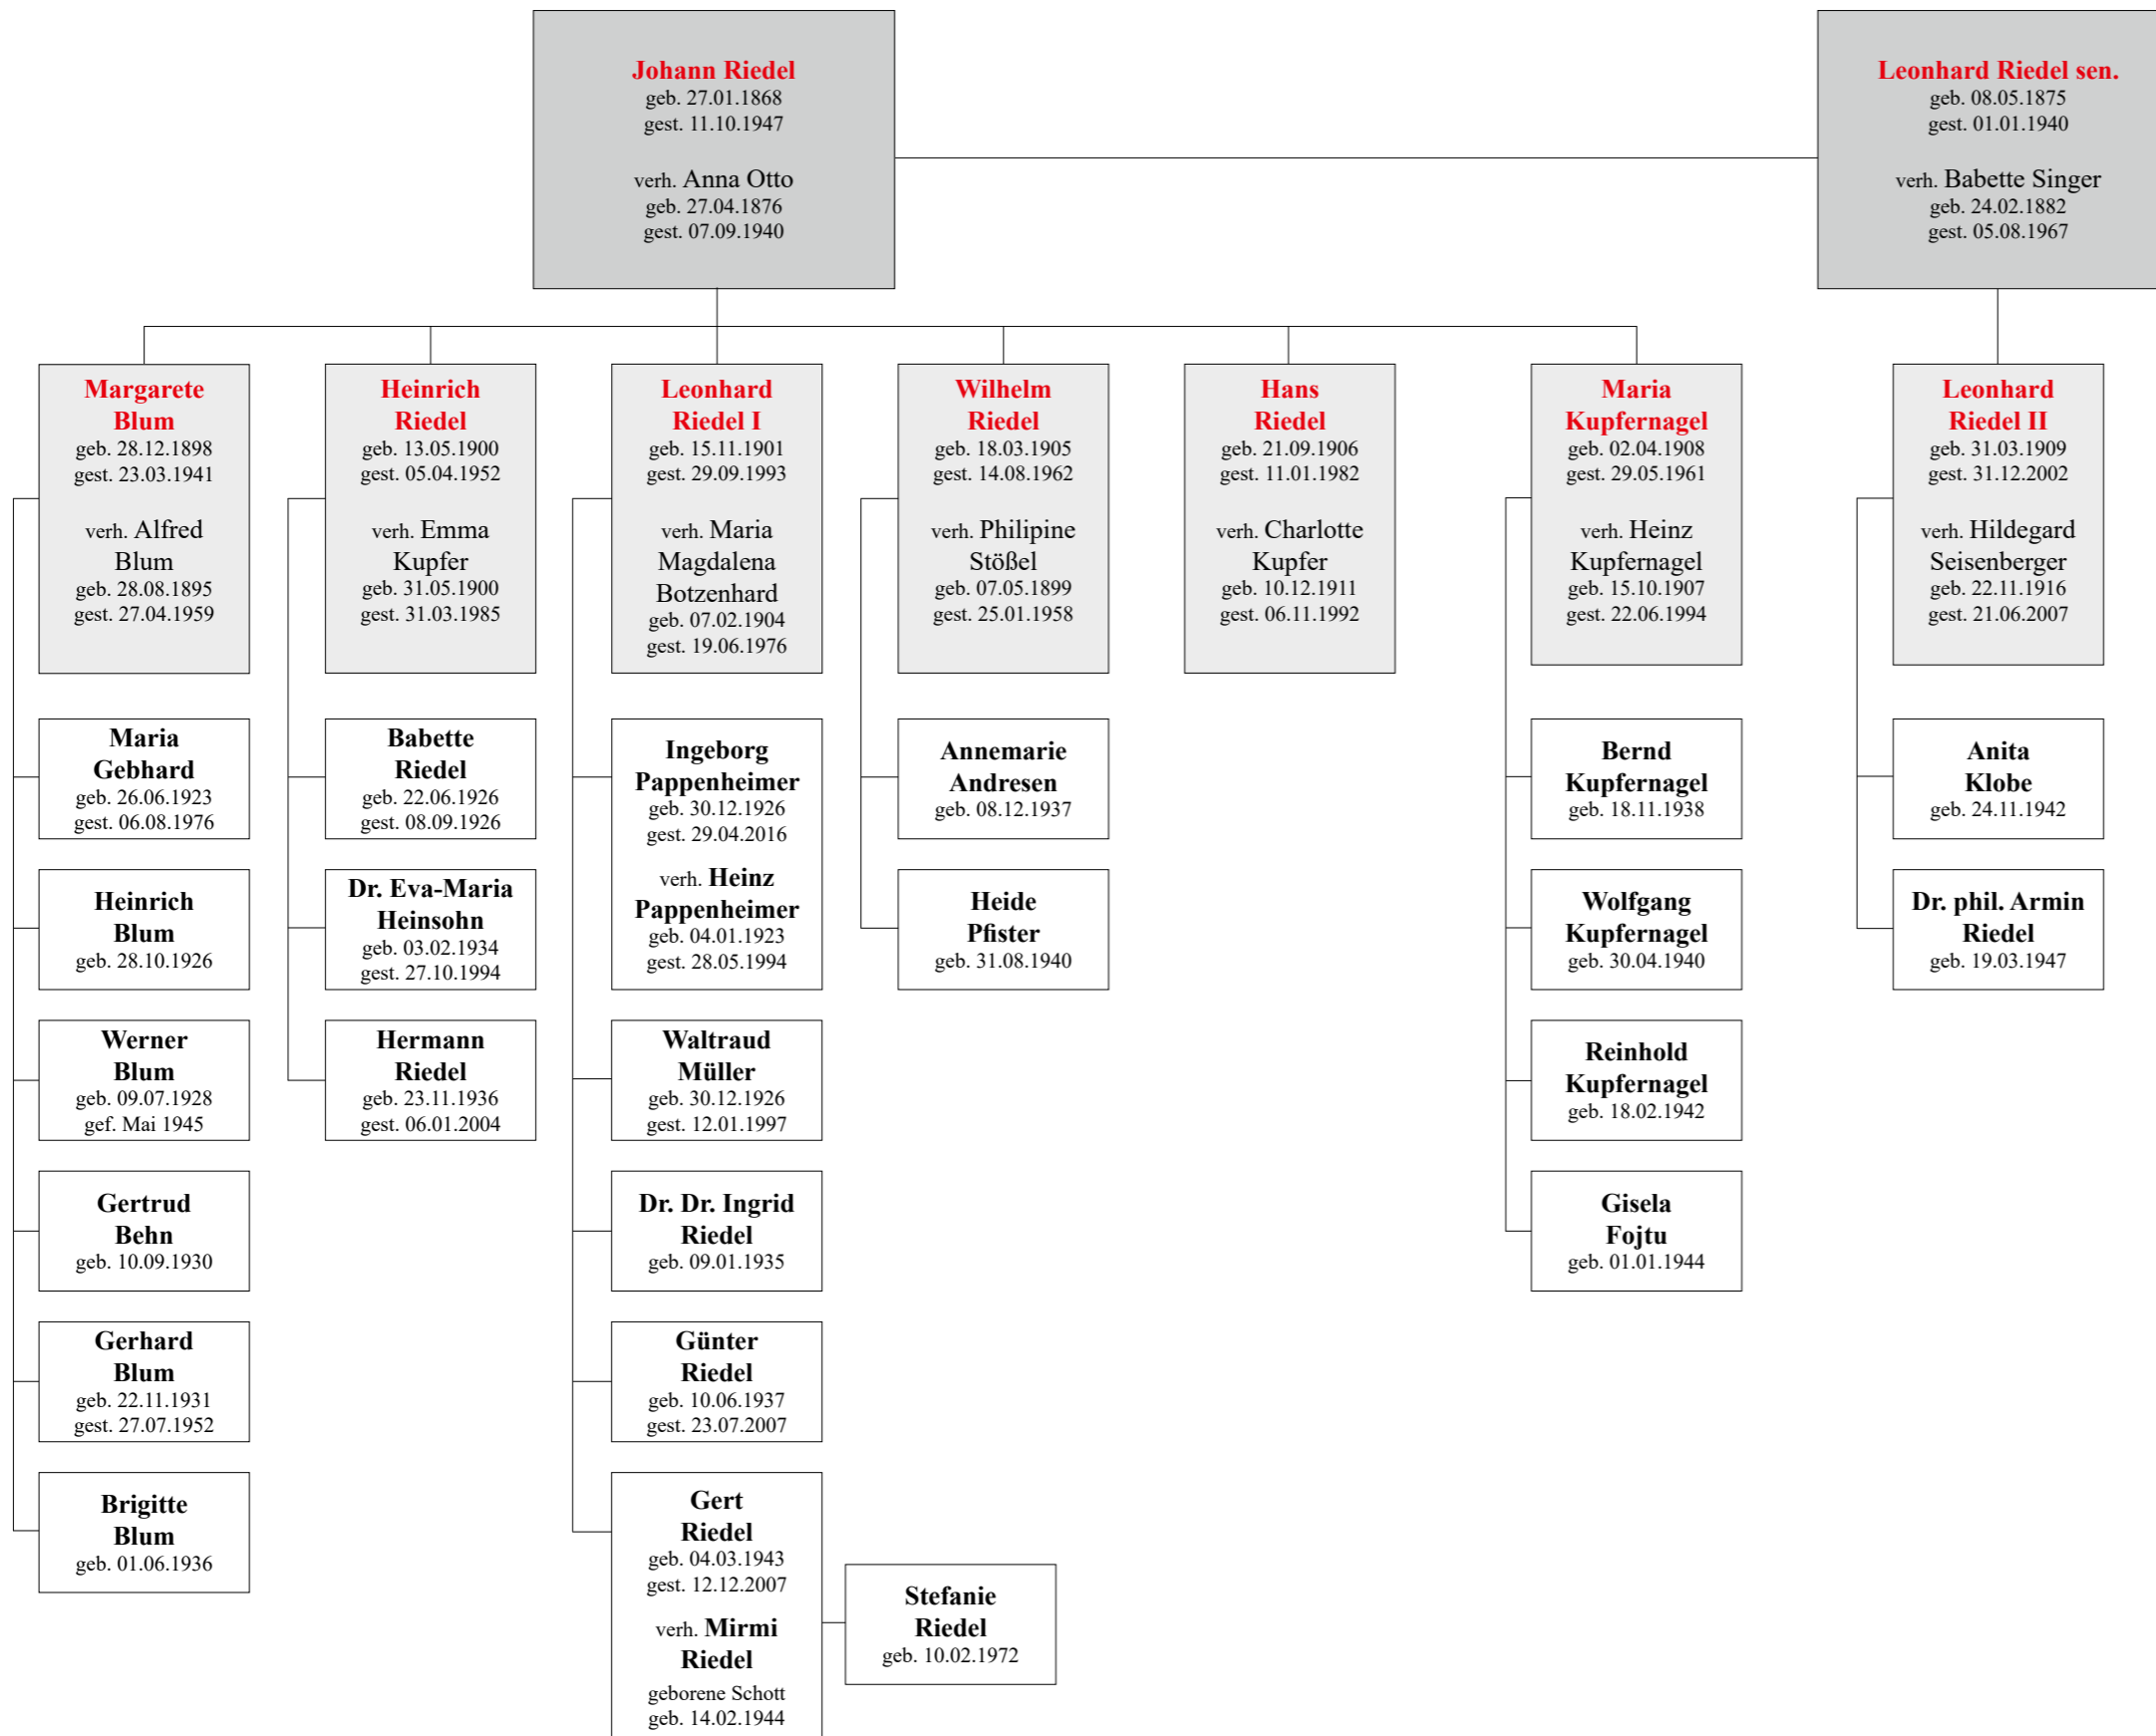 Johann Riedel
geb. 27.01.1868
gest. 11.10.1947
verh. Anna Otto
geb. 27.04.1876
gest. 07.09.1940
Leonhard Riedel sen.
geb. 08.05.1875
gest. 01.01.1940
verh. Babette Singer
geb. 24.02.1882
gest. 05.08.1967
Margarete
Blum
geb. 28.12.1898
gest. 23.03.1941
verh. Alfred
Blum
geb. 28.08.1895
gest. 27.04.1959
Heinrich
Riedel
geb. 13.05.1900
gest. 05.04.1952
verh. Emma
Kupfer
geb. 31.05.1900
gest. 31.03.1985
Leonhard
Riedel I
geb. 15.11.1901
gest. 29.09.1993
verh. Maria
Magdalena
Botzenhard
geb. 07.02.1904
gest. 19.06.1976
Wilhelm
Riedel
geb. 18.03.1905
gest. 14.08.1962
verh. Philipine
Stößel
geb. 07.05.1899
gest. 25.01.1958
Hans
Riedel
geb. 21.09.1906
gest. 11.01.1982
verh. Charlotte
Kupfer
geb. 10.12.1911
gest. 06.11.1992
Maria
Kupfernagel
geb. 02.04.1908
gest. 29.05.1961
verh. Heinz
Kupfernagel
geb. 15.10.1907
gest. 22.06.1994
Leonhard
Riedel II
geb. 31.03.1909
gest. 31.12.2002
verh. Hildegard
Seisenberger
geb. 22.11.1916
gest. 21.06.2007
Maria
Gebhard
geb. 26.06.1923
gest. 06.08.1976
Heinrich
Blum
geb. 28.10.1926
Werner
Blum
geb. 09.07.1928
gef. Mai 1945
Gertrud
Behn
geb. 10.09.1930
Gerhard
Blum
geb. 22.11.1931
gest. 27.07.1952
Brigitte
Blum
geb. 01.06.1936
Babette
Riedel
geb. 22.06.1926
gest. 08.09.1926
Dr. Eva-Maria
Heinsohn
geb. 03.02.1934
gest. 27.10.1994
Hermann
Riedel
geb. 23.11.1936
gest. 06.01.2004
Ingeborg
Pappenheimer
geb. 30.12.1926
gest. 29.04.2016
verh. Heinz
Pappenheimer
geb. 04.01.1923
gest. 28.05.1994
Waltraud
Müller
geb. 30.12.1926
gest. 12.01.1997
Dr. Dr. Ingrid
Riedel
geb. 09.01.1935
Günter
Riedel
geb. 10.06.1937
gest. 23.07.2007
Gert
Riedel
geb. 04.03.1943
gest. 12.12.2007
verh. Mirmi
Riedel
geborene Schott
geb. 14.02.1944
Stefanie
Riedel
geb. 10.02.1972
Annemarie
Andresen
geb. 08.12.1937
Heide
Pfister
geb. 31.08.1940
Bernd
Kupfernagel
geb. 18.11.1938
Wolfgang
Kupfernagel
geb. 30.04.1940
Reinhold
Kupfernagel
geb. 18.02.1942
Gisela
Fojtu
geb. 01.01.1944
Anita
Klobe
geb. 24.11.1942
Dr. phil. Armin
Riedel
geb. 19.03.1947